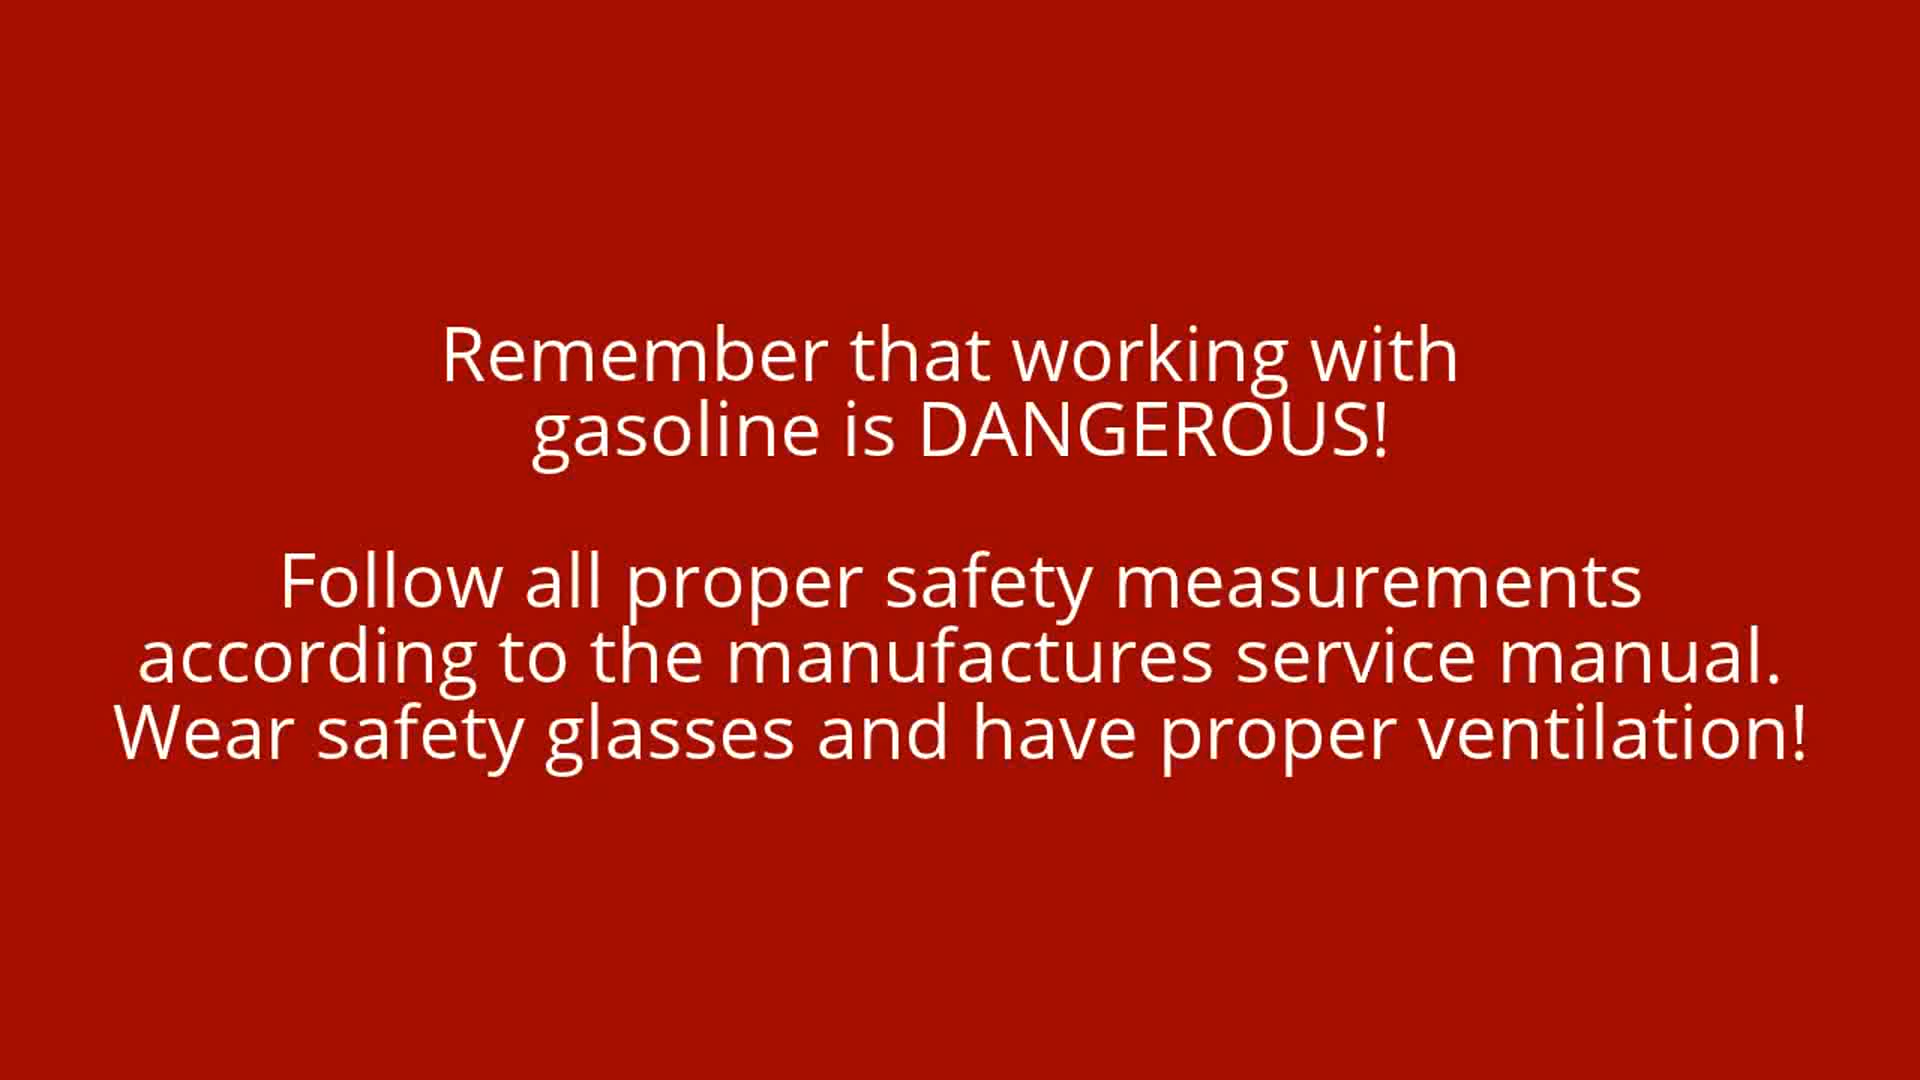 Remember that working with
gasoline is DANGEROUS!
Follow all proper safety measurements
according to the manufactures service manual.
Wear safety glasses and have proper ventilation!